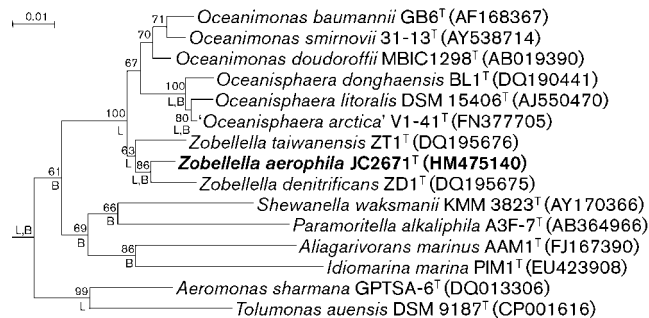 0.01
71
Oceanimonas baumannii GB6T (AF168367)
70
Oceanimonas smirnovii 31-13T (AY538714)
67
Oceanimonas doudoroffii MBIC1298T (AB019390)
100
L,B
Oceanisphaera donghaensis BL1T (DQ190441)
Oceanisphaera litoralis DSM 15406T (AJ550470)
80
L,B
'Oceanisphaera arctica' V1-41T (FN377705)
100
L
Zobellella taiwanensis ZT1T (DQ195676)
63
L
86
L,B
Zobellella aerophila JC2671T (HM475140)
Zobellella denitrificans ZD1T (DQ195675)
61
B
66
B
Shewanella waksmanii KMM 3823T (AY170366)
Paramoritella alkaliphila A3F-7T (AB364966)
69
B
L,B
86
B
Aliagarivorans marinus AAM1T (FJ167390)
Idiomarina marina PIM1T (EU423908)
99
L
Aeromonas sharmana GPTSA-6T (DQ013306)
Tolumonas auensis DSM 9187T (CP001616)